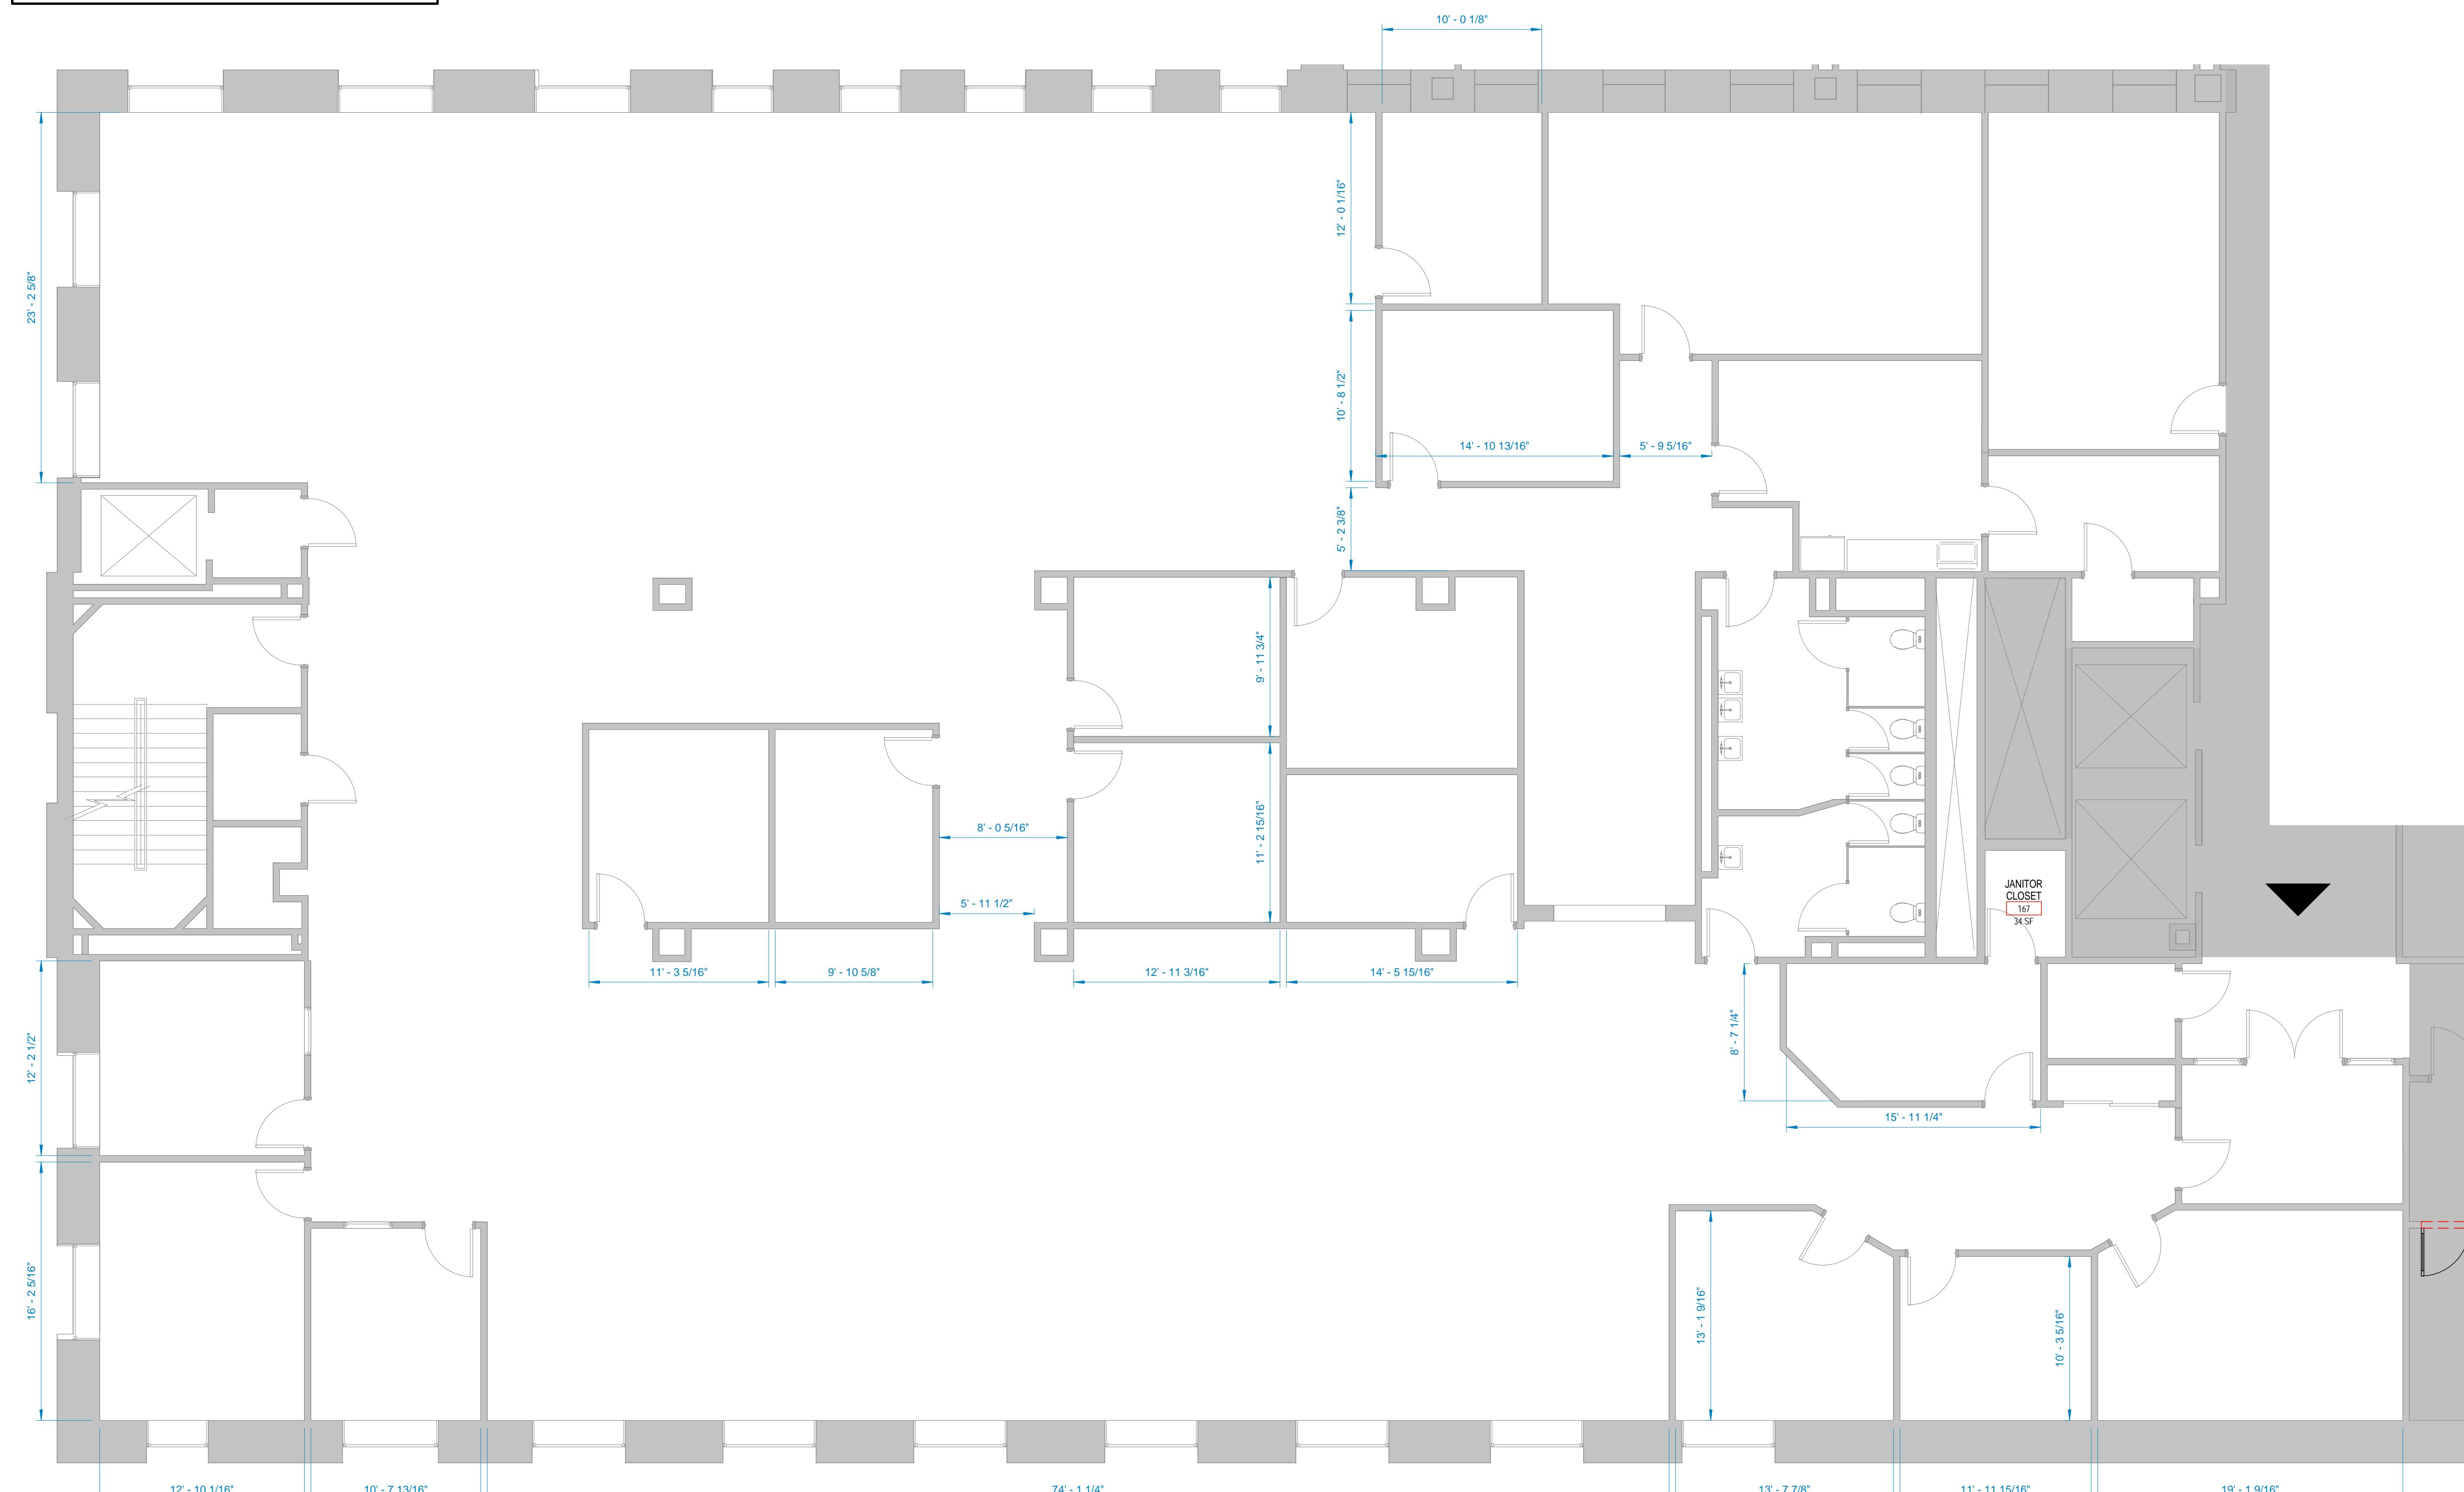 10' - 0 1/8"
12' - 0 1/16"
23' - 2 5/8"
10' - 8 1/2"
14' - 10 13/16"
5' - 9 5/16"
5' - 2 3/8"
9' - 11 3/4"
8' - 0 5/16"
11' - 2 15/16"
5' - 11 1/2"
JANITOR
CLOSET
167
34 SF
11' - 3 5/16"
9' - 10 5/8"
12' - 11 3/16"
14' - 5 15/16"
12' - 2 1/2"
8' - 7 1/4"
15' - 11 1/4"
16' - 2 5/16"
13' - 1 9/16"
10' - 3 5/16"
12' - 10 1/16"
10' - 7 13/16"
74' - 1 1/4"
13' - 7 7/8"
11' - 11 15/16"
19' - 1 9/16"